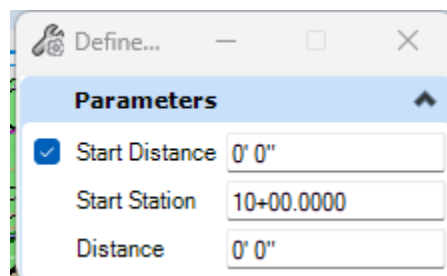 Define...
Parameters
Start Distance 0' 0"
Start Station 10+00.0000
Distance 0' 0"